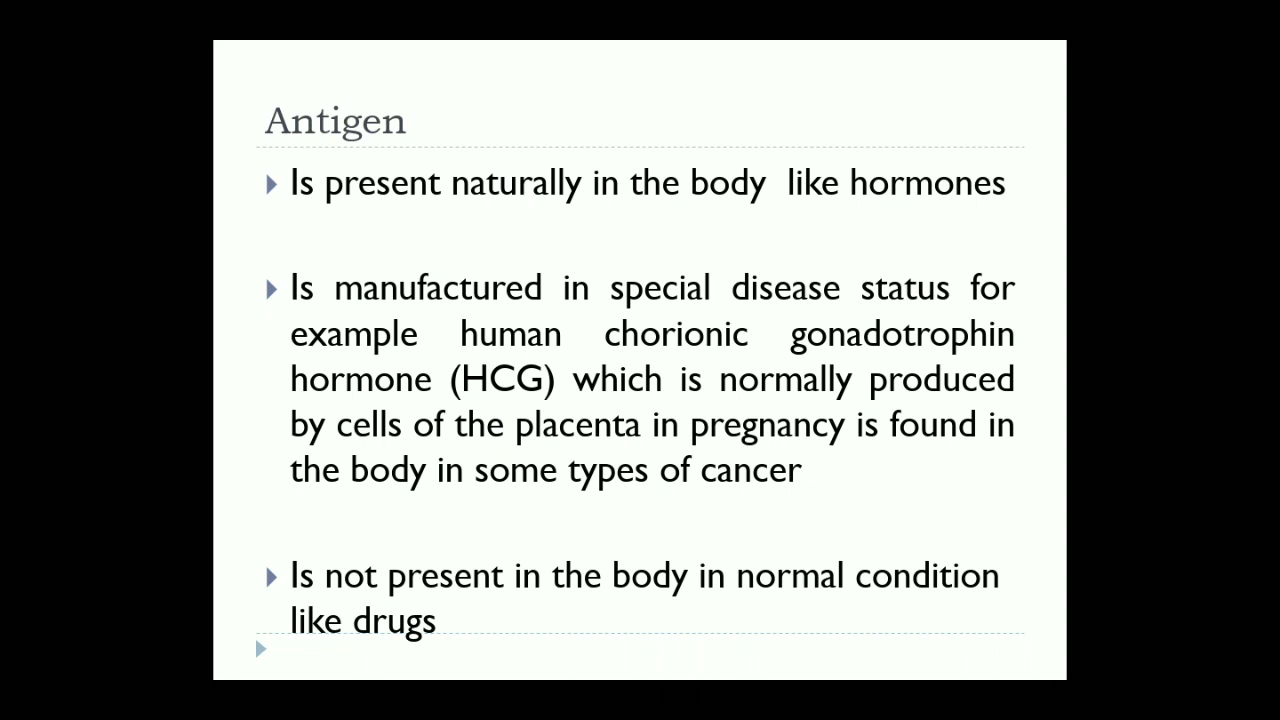 Antigen
Is present naturally in the body like hormones
Is manufactured in special disease status for
example human chorionic gonadotrophin
hormone (HCG) which is normally produced
by cells of the placenta in pregnancy is found in
the body in some types of cancer
Is not present in the body in normal condition
like drugs